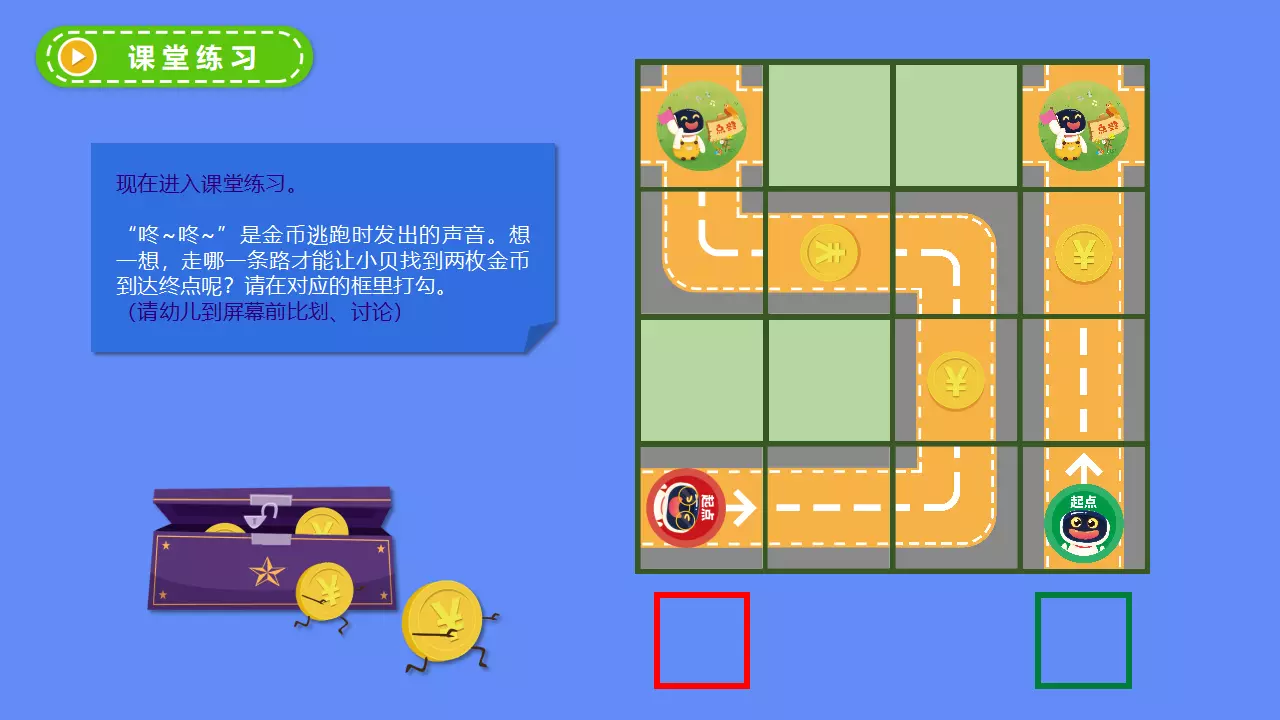 课堂练习
现在进入课堂练习。
“咚~咚~”是金币逃跑时发出的声音。想
一想，走哪一条路才能让小贝找到两枚金币
到达终点呢？请在对应的框里打勾。
（请幼儿到屏幕前比划、讨论）
终点
终点
¥
¥
¥
起点
起点
¥
¥
¥